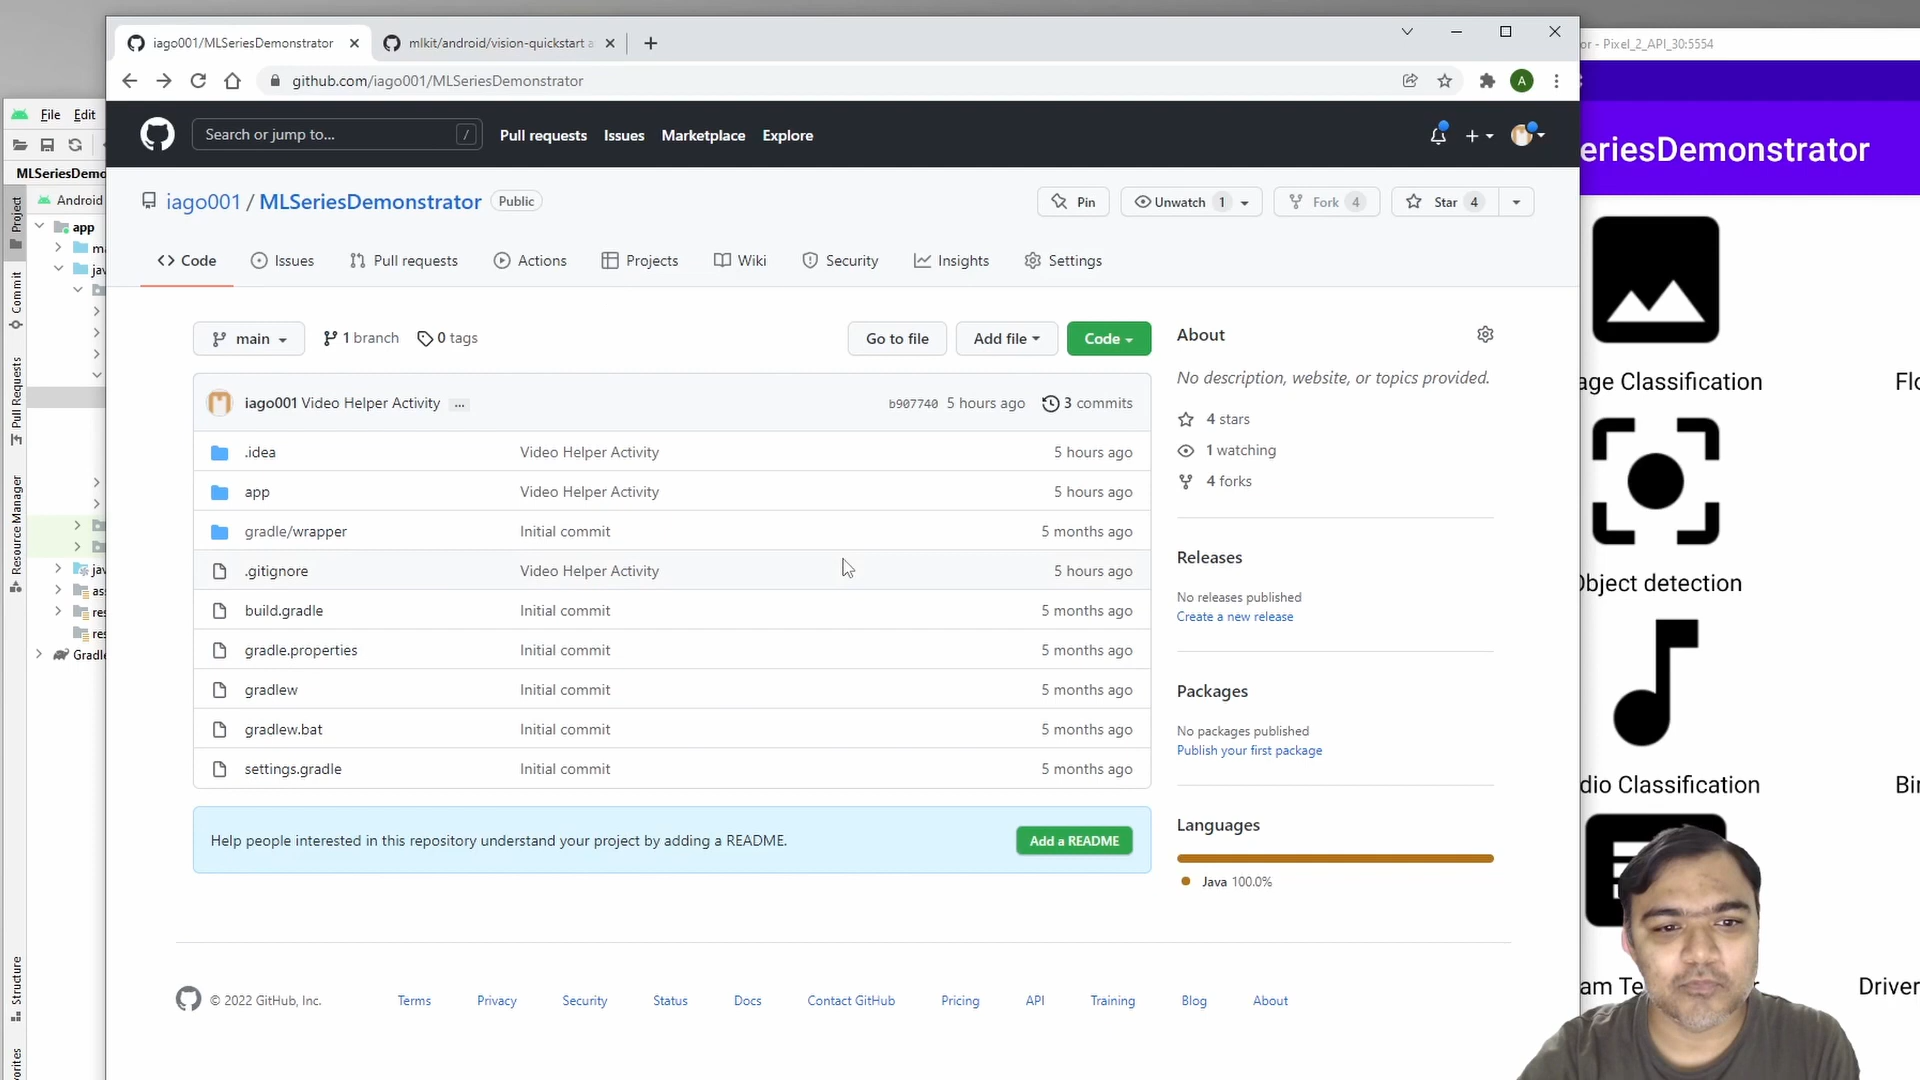 iago001/MLSeriesDemonstrator
mlkit/android/vision-quickstart a
or - Pixel_2_API_30:5554
github.com/iago001/MLSeriesDemonstrator
A
File Edit
Search or jump to...
/
Pull requests
Issues
Marketplace
Explore
eriesDemonstrator
MLSeriesDemo
iago001 / MLSeriesDemonstrator
Public
Pin
Unwatch 1
Fork 4
Star 4
Android
Project
app
Code
Issues
Pull requests
Actions
Projects
Wiki
Security
Insights
Settings
Commit
Pull Requests
Resource Manager
Structure
main
1 branch
0 tags
Go to file
Add file
Code
About
No description, website, or topics provided.
age Classification
Flo
iago001 Video Helper Activity ...
b907740 5 hours ago
3 commits
4 stars
1 watching
4 forks
.idea Video Helper Activity 5 hours ago
app Video Helper Activity 5 hours ago
gradle/wrapper Initial commit 5 months ago
.gitignore Video Helper Activity 5 hours ago
build.gradle Initial commit 5 months ago
gradle.properties Initial commit 5 months ago
gradlew Initial commit 5 months ago
gradlew.bat Initial commit 5 months ago
settings.gradle Initial commit 5 months ago
Releases
No releases published
Create a new release
Object detection
Packages
No packages published
Publish your first package
dio Classification
Bir
Help people interested in this repository understand your project by adding a README.
Add a README
Languages
Java 100.0%
am Te
r
Driver
Gradle
© 2022 GitHub, Inc.
Terms
Privacy
Security
Status
Docs
Contact GitHub
Pricing
API
Training
Blog
About